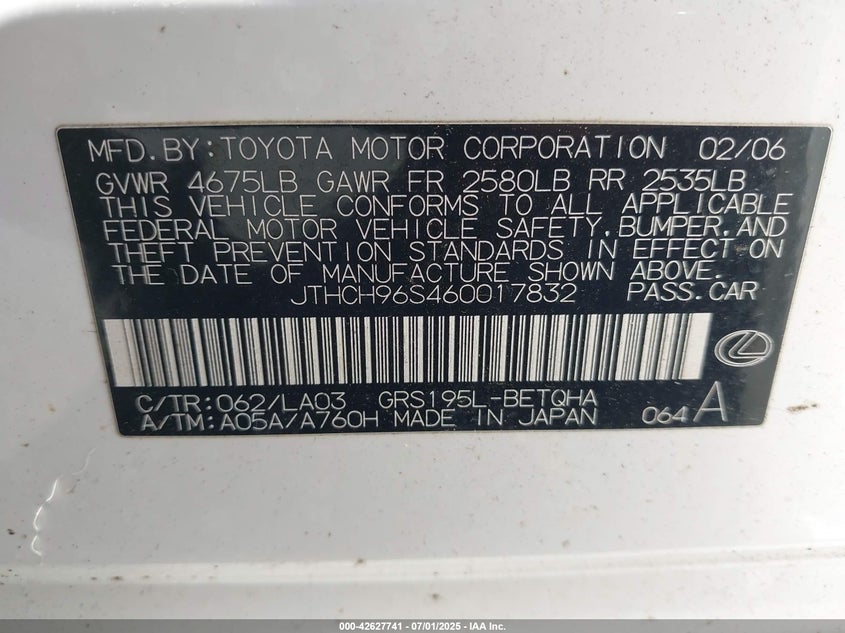 MFD.BY:TOYOTA MOTOR CORPORATION 02/06
GVWR 4675LB GAWR FR 2580LB RR 2535LB
THIS VEHICLE CONFORMS TO ALL APPLICABLE
FEDERAL MOTOR VEHICLE SAFETY,BUMPER,AND
THEFT PREVENTION STANDARDS IN EFFECT ON
THE DATE OF MANUFACTURE SHOWN ABOVE.
JTHCH96S460017832 PASS.CAR
C/TR:062/LA03 GRS195L-BETQHA
A/TM:A05A/A760H MADE IN JAPAN 064 A
000-42627741 - 07/01/2025 - IAA Inc.